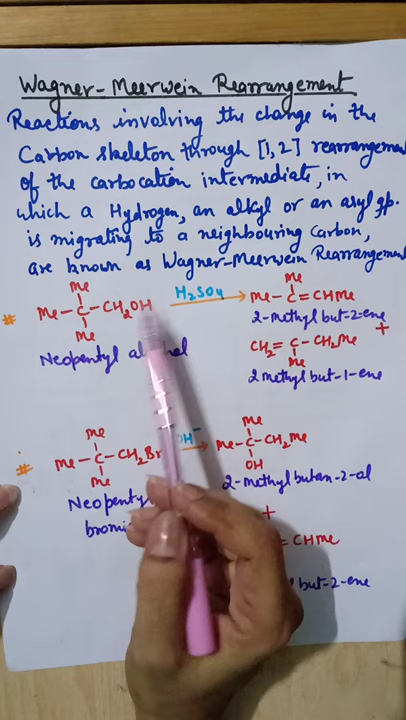 Wagner-Meerwein Rearrangement
Reactions involving the change in the
Carbon skeleton through [1,2] rearrangement
of the carbocation intermediate, in
which a Hydrogen, an alkyl or an aryl gp.
is migrating to a neighbouring Carbon,
are known as Wagner-Meerwein Rearrangement
Me
# Me-C-CH2OH H2SO4
Me
Neopentyl alcohol
Me
Me-C=CHMe
2-methyl but-2-ene
+
CH2=C-CH2Me
Me
2 methyl but-1-ene
Me
# Me-C-CH2Br OH-
Me
Neopentyl
Me
Me-C-CH2Me
OH
2-methyl butan-2-al
+
= CHMe
but-2-ene